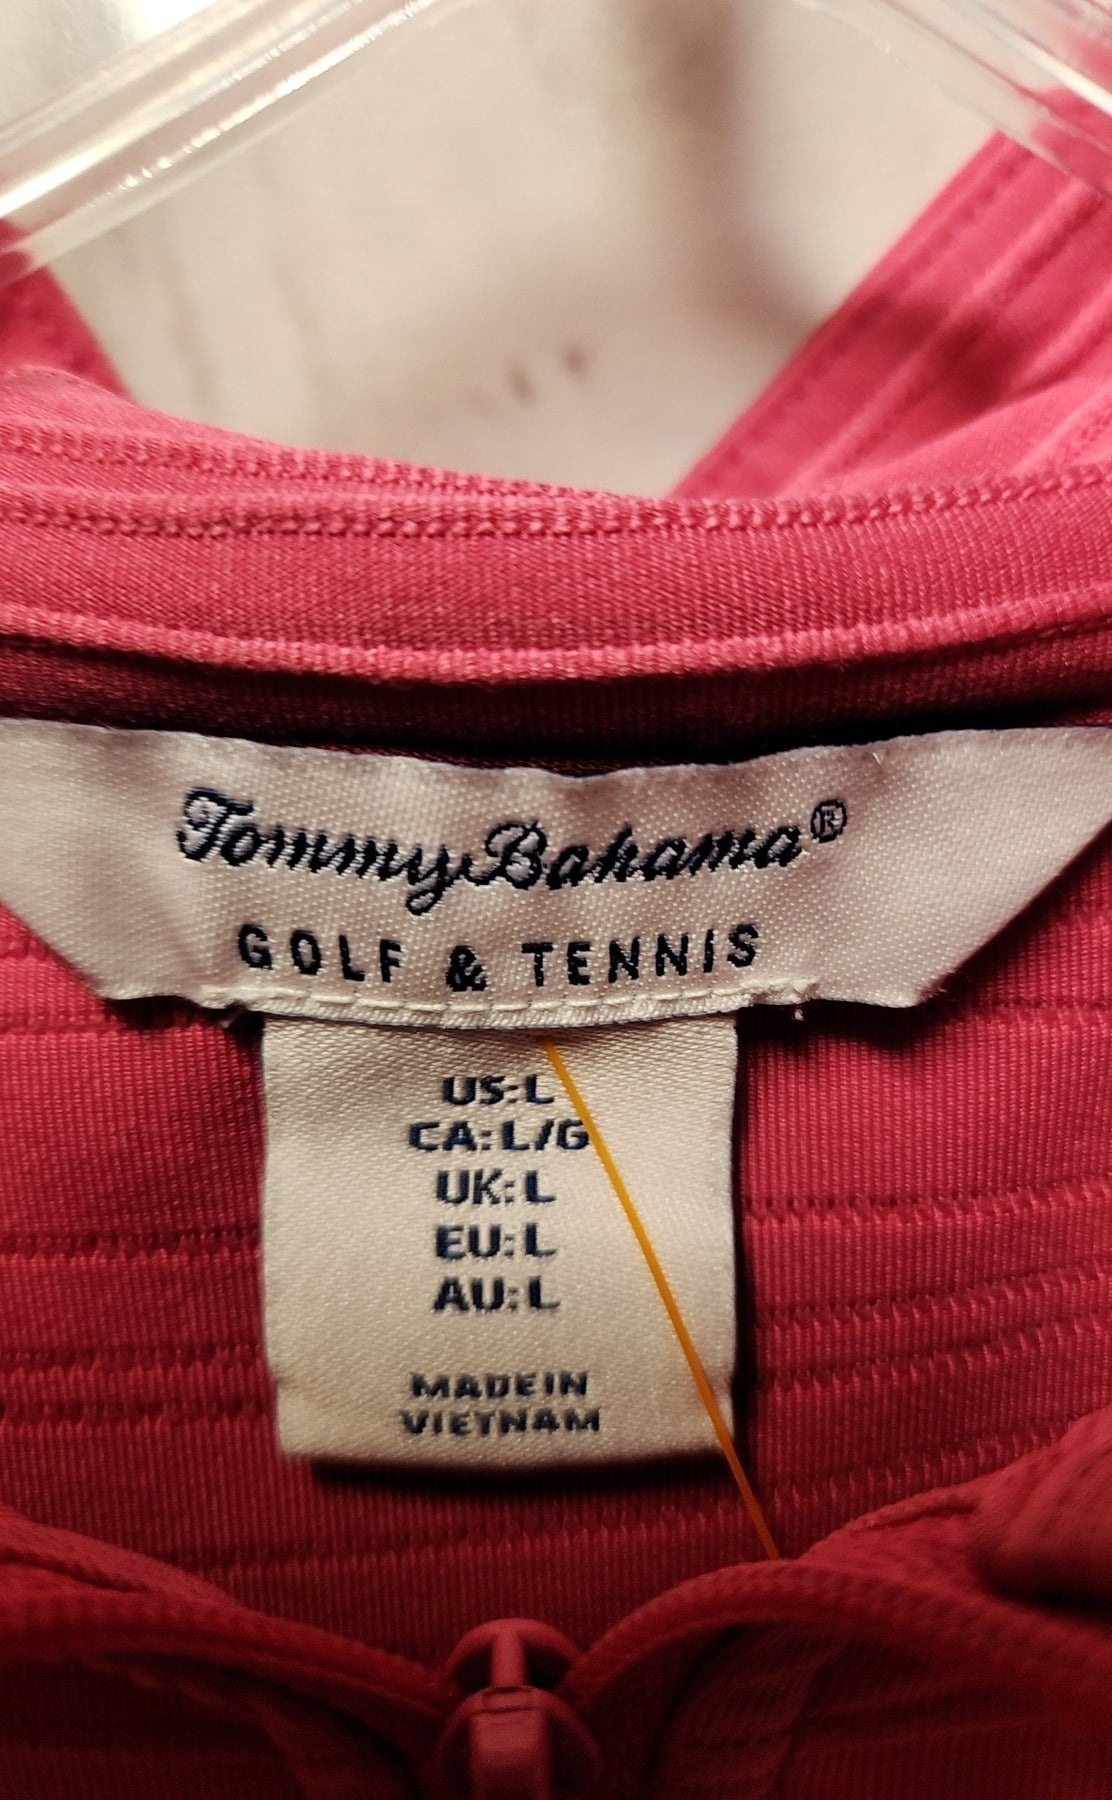 Tommy Bahama®
GOLF & TENNIS
US: L
CA: L/G
UK: L
EU: L
AU: L
MADE IN
VIETNAM